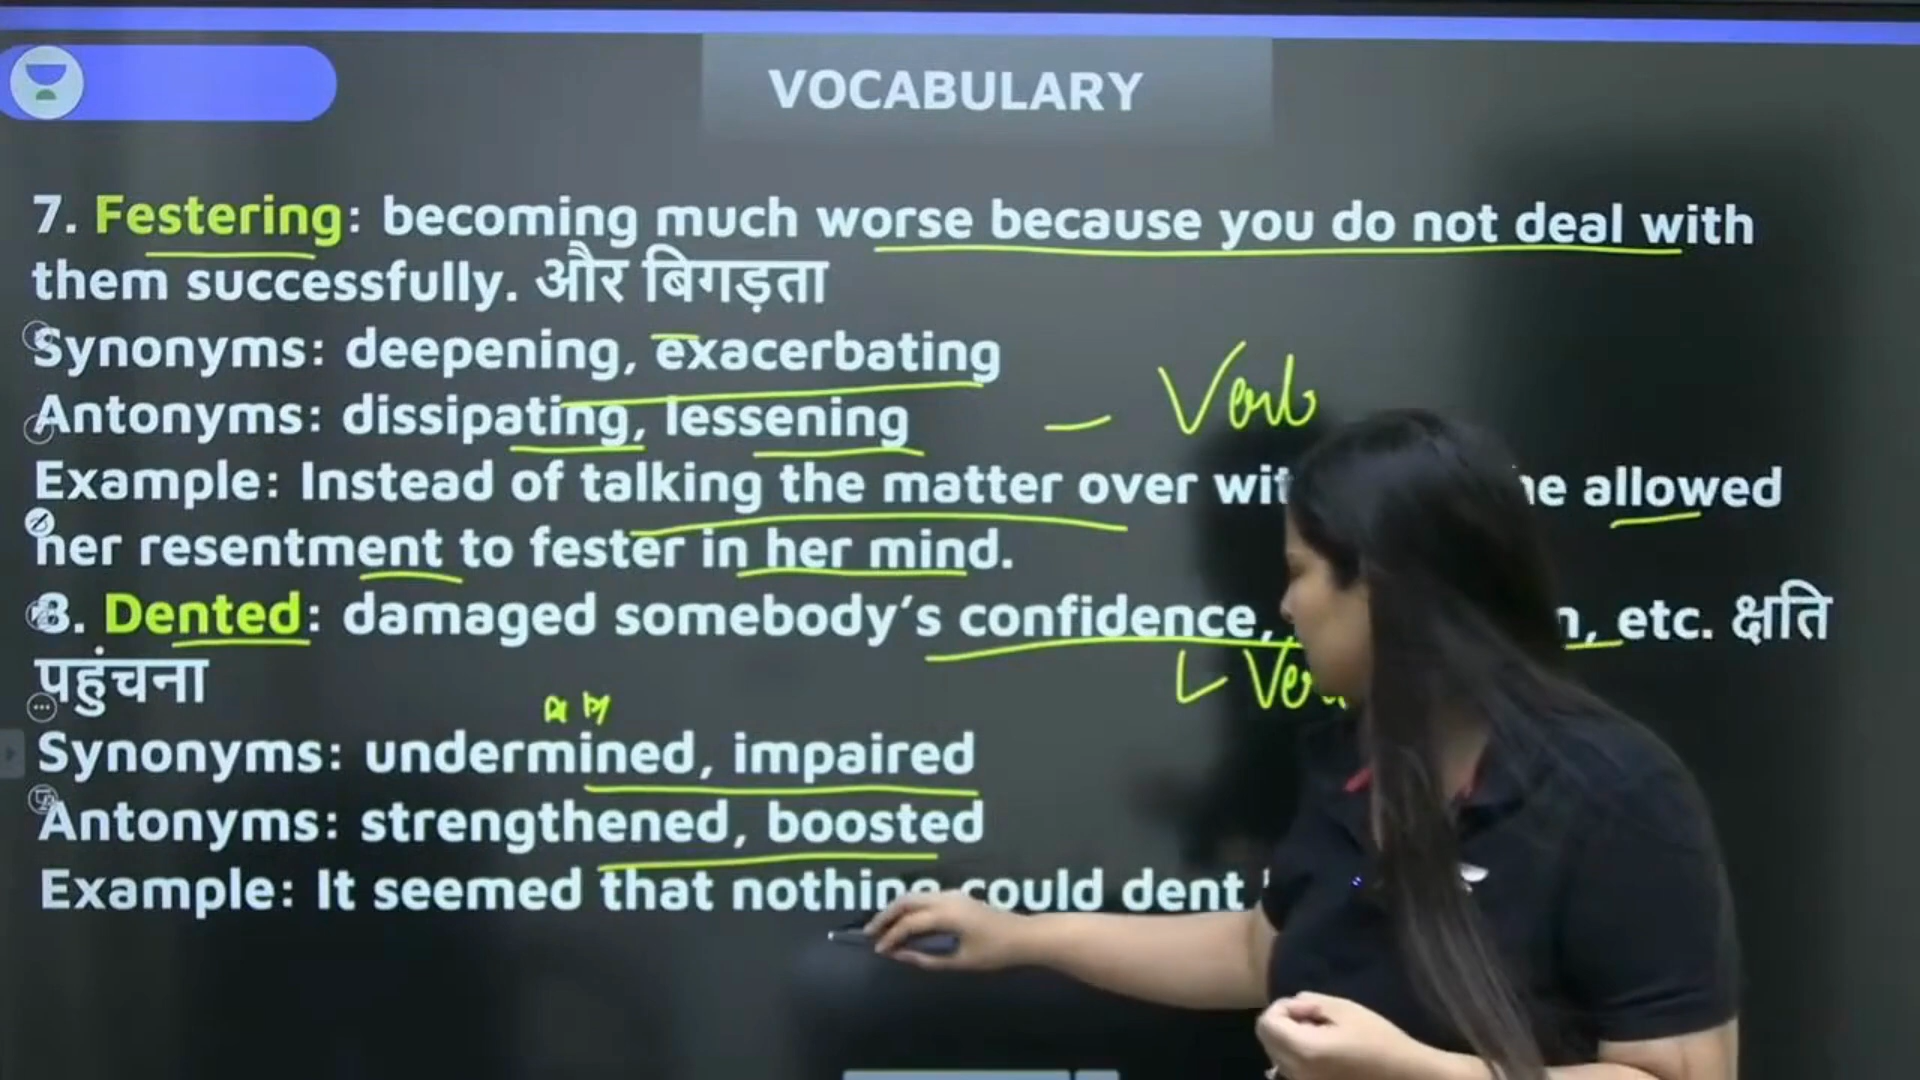 VOCABULARY
7. Festering: becoming much worse because you do not deal with
them successfully. और बिगड़ता
Synonyms: deepening, exacerbating
Antonyms: dissipating, lessening
– Verb
Example: Instead of talking the matter over allowed
her resentment to fester in her mind.
8. Dented: damaged somebody's confidence, etc. क्षति
पहुंचना
Synonyms: undermined, impaired
Antonyms: strengthened, boosted
Example: It seemed that nothing could dent